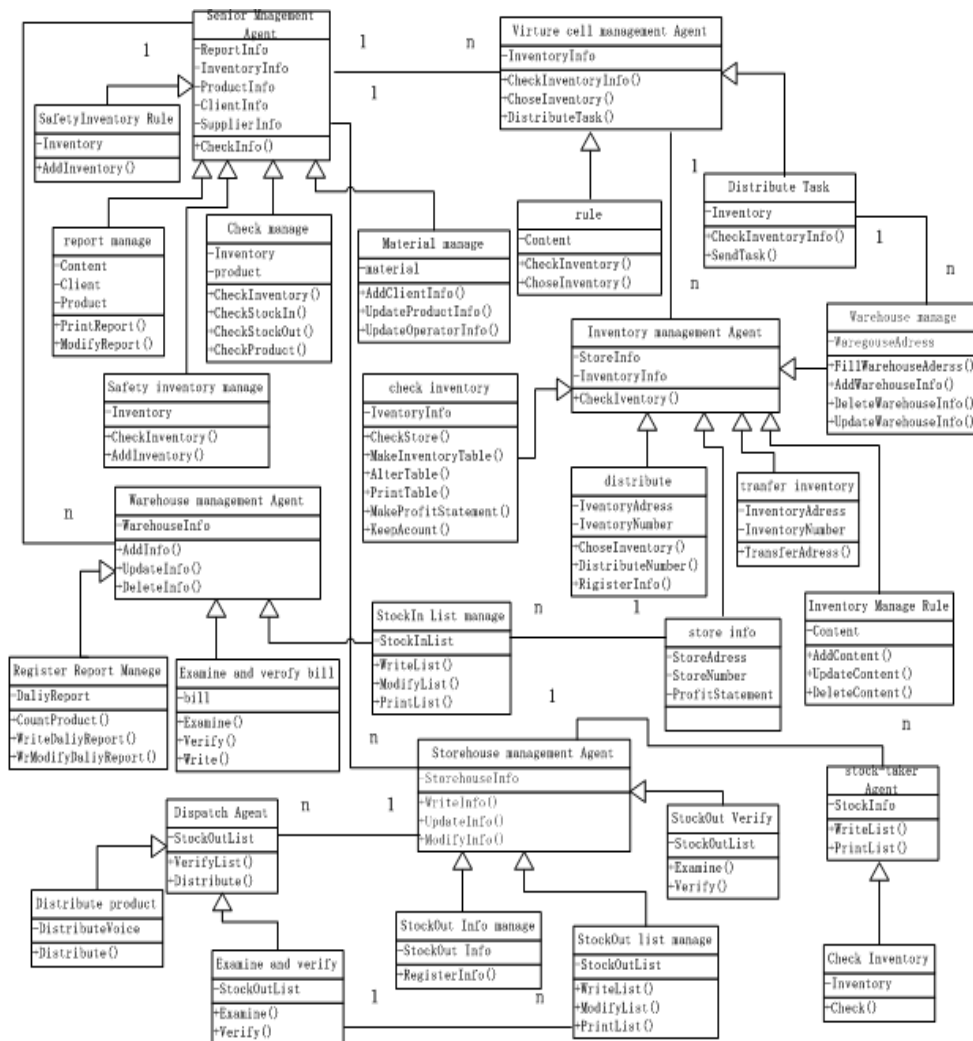 Senior Mnagement
Agent
-ReportInfo
-InventoryInfo
-ProductInfo
-ClientInfo
-SupplierInfo
+CheckInfo()
1
1
1
n
Virture cell management Agent
-InventoryInfo
+CheckInventoryInfo()
+ChoseInventory()
+DistributeTask()
SafetyInventory Rule
-Inventory
+AddInventory()
report manage
-Content
-Client
-Product
+PrintReport()
+ModifyReport()
Check manage
-Inventory
-product
+CheckInventory()
+CheckStockIn()
+CheckStockOut()
+CheckProduct()
Material manage
-material
+AddClientInfo()
+UpdateProductInfo()
+UpdateOperatorInfo()
rule
-Content
+CheckInventory()
+ChoseInventory()
1
Distribute Task
-Inventory
+CheckInventoryInfo()
+SendTask()
1
n
n
Safety inventory manage
-Inventory
+CheckInventory()
+AddInventory()
check inventory
-IventoryInfo
+CheckStore()
+MakeInventoryTable()
+AlterTable()
+PrintTable()
+MakeProfitStatement()
+KeepAcount()
Inventory management Agent
-StoreInfo
-InventoryInfo
+CheckIventory()
Warehouse manage
-WaregouseAdress
+FillWarehouseAderss()
+AddWarehouseInfo()
+DeleteWarehouseInfo()
+UpdateWarehouseInfo()
n
Warehouse management Agent
-WarehouseInfo
+AddInfo()
+UpdateInfo()
+DeleteInfo()
distribute
-IventoryAdress
-IventoryNumber
+ChoseInventory()
+DistributeNumber()
+RigisterInfo()
tranfer inventory
-InventoryAdress
-InventoryNumber
+TransferAdress()
Register Report Manege
-DaliyReport
+CountProduct()
+WriteDaliyReport()
+WrModifyDaliyReport()
Examine and verofy bill
-bill
+Examine()
+Verify()
+Write()
StockIn List manage
-StockInList
+WriteList()
+ModifyList()
+PrintList()
n
1
store info
-StoreAdress
-StoreNumber
-ProfitStatement
Inventory Manage Rule
-Content
+AddContent()
+UpdateContent()
+DeleteContent()
n
1
n
Storehouse management Agent
-StorehouseInfo
+WriteInfo()
+UpdateInfo()
+ModifyInfo()
stock-taker
Agent
-StockInfo
+WriteList()
+PrintList()
Dispatch Agent
-StockOutList
+VerifyList()
+Distribute()
n
1
StockOut Verify
-StockOutList
+Examine()
+Verify()
Distribute product
-DistributeVoice
+Distribute()
Examine and verify
-StockOutList
+Examine()
+Verify()
StockOut Info manage
-StockOut Info
+RegisterInfo()
StockOut list manage
-StockOutList
+WriteList()
+ModifyList()
+PrintList()
1
n
Check Inventory
-Inventory
+Check()